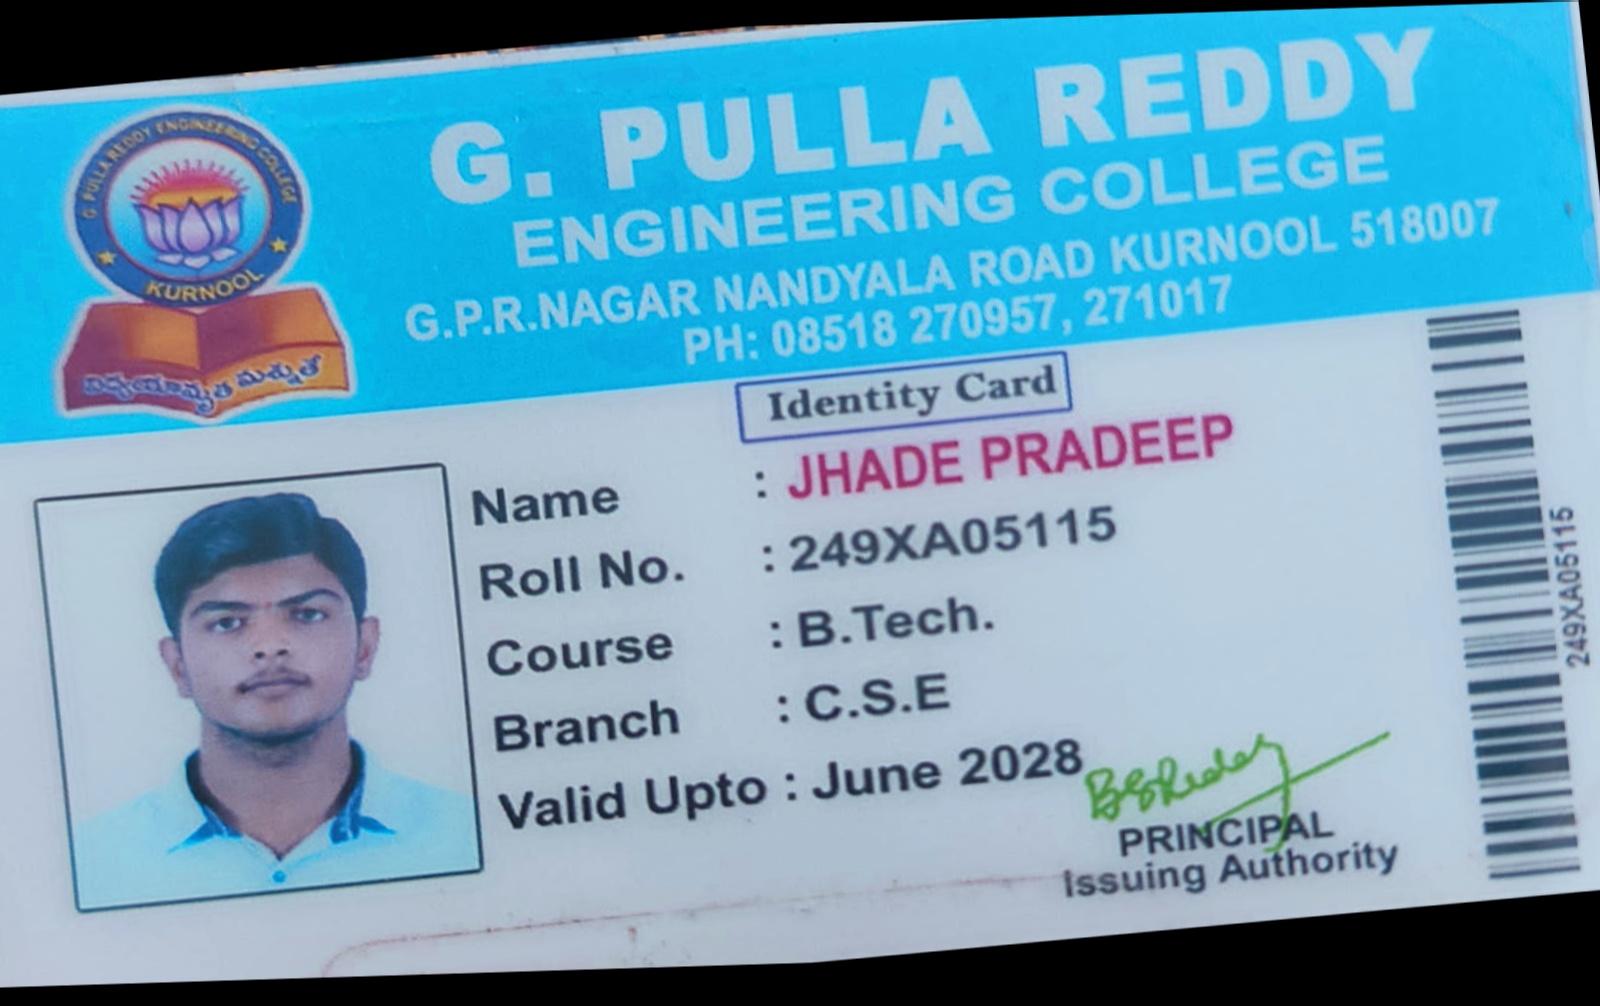 G. PULLA REDDY
ENGINEERING COLLEGE
G.P.R.NAGAR NANDYALA ROAD KURNOOL 518007
PH: 08518 270957, 271017
G PULLA REDDY ENGINEERING COLLEGE
KURNOOL
విద్యయామృత మశ్నుతే
Identity Card
Name : JHADE PRADEEP
Roll No. : 249XA05115
Course : B.Tech.
Branch : C.S.E
Valid Upto : June 2028
BSReddy
PRINCIPAL
Issuing Authority
249XA05115